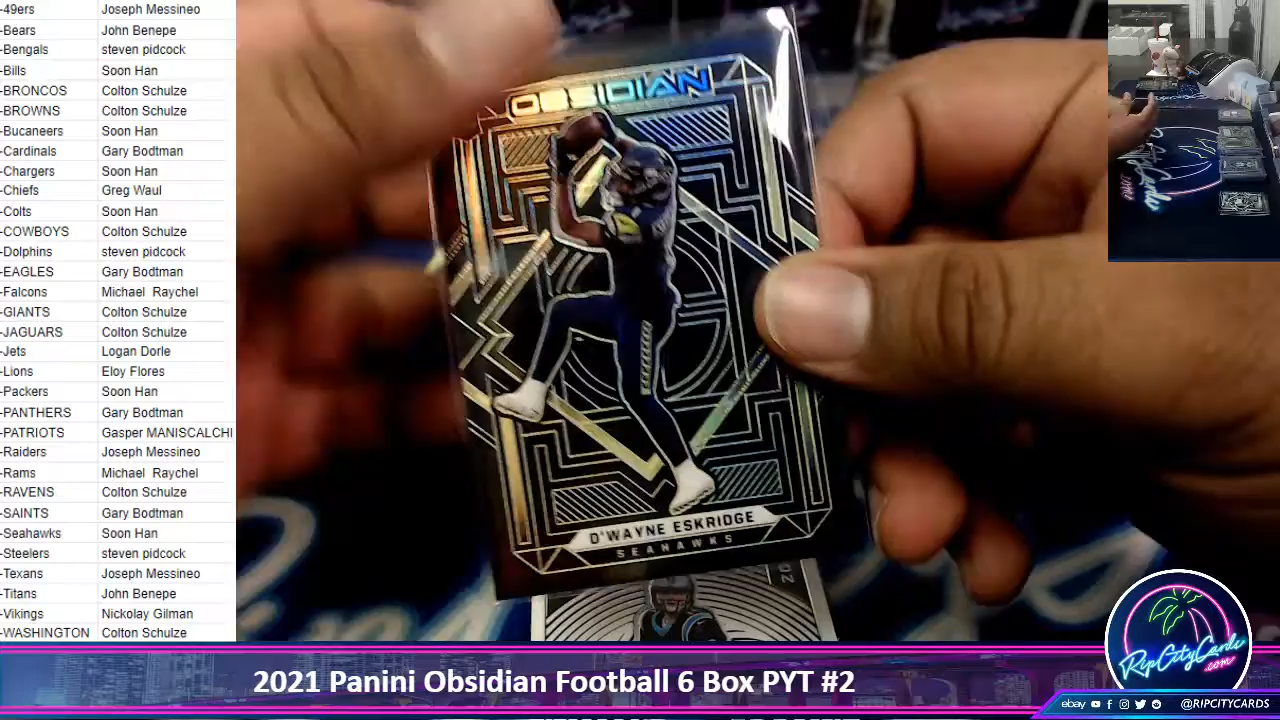 -49ers Joseph Messineo
-Bears John Benepe
-Bengals steven pidcock
-Bills Soon Han
-BRONCOS Colton Schulze
-BROWNS Colton Schulze
-Bucaneers Soon Han
-Cardinals Gary Bodtman
-Chargers Soon Han
-Chiefs Greg Waul
-Colts Soon Han
-COWBOYS Colton Schulze
-Dolphins steven pidcock
-EAGLES Gary Bodtman
-Falcons Michael Raychel
-GIANTS Colton Schulze
-JAGUARS Colton Schulze
-Jets Logan Dorle
-Lions Eloy Flores
-Packers Soon Han
-PANTHERS Gary Bodtman
-PATRIOTS Gasper MANISCALCHI
-Raiders Joseph Messineo
-Rams Michael Raychel
-RAVENS Colton Schulze
-SAINTS Gary Bodtman
-Seahawks Soon Han
-Steelers steven pidcock
-Texans Joseph Messineo
-Titans John Benepe
-Vikings Nickolay Gilman
-WASHINGTON Colton Schulze
OBSIDIAN
D'WAYNE ESKRIDGE
SEAHAWKS
2021 Panini Obsidian Football 6 Box PYT #2
RipCityCards
.com
ebay
@RIPCITYCARDS